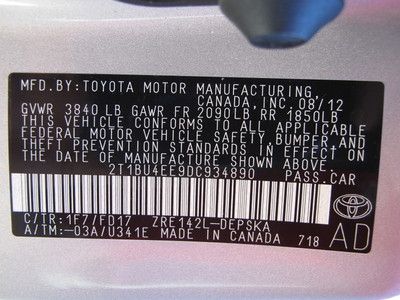 MFD.BY:TOYOTA MOTOR MANUFACTURING,
CANADA,INC.08/12
GVWR 3840 LB GAWR FR 2090LB RR 1850LB
THIS VEHICLE CONFORMS TO ALL APPLICABLE
FEDERAL MOTOR VEHICLE SAFETY,BUMPER,AND
THEFT PREVENTION STANDARDS IN EFFECT ON
THE DATE OF MANUFACTURE SHOWN ABOVE.
2T1BU4EE9DC934890 PASS.CAR
C/TR:1F7/FD17 ZRE142L-DEPSKA
A/TM:-03A/U341E MADE IN CANADA 718
TOYOTA
AD